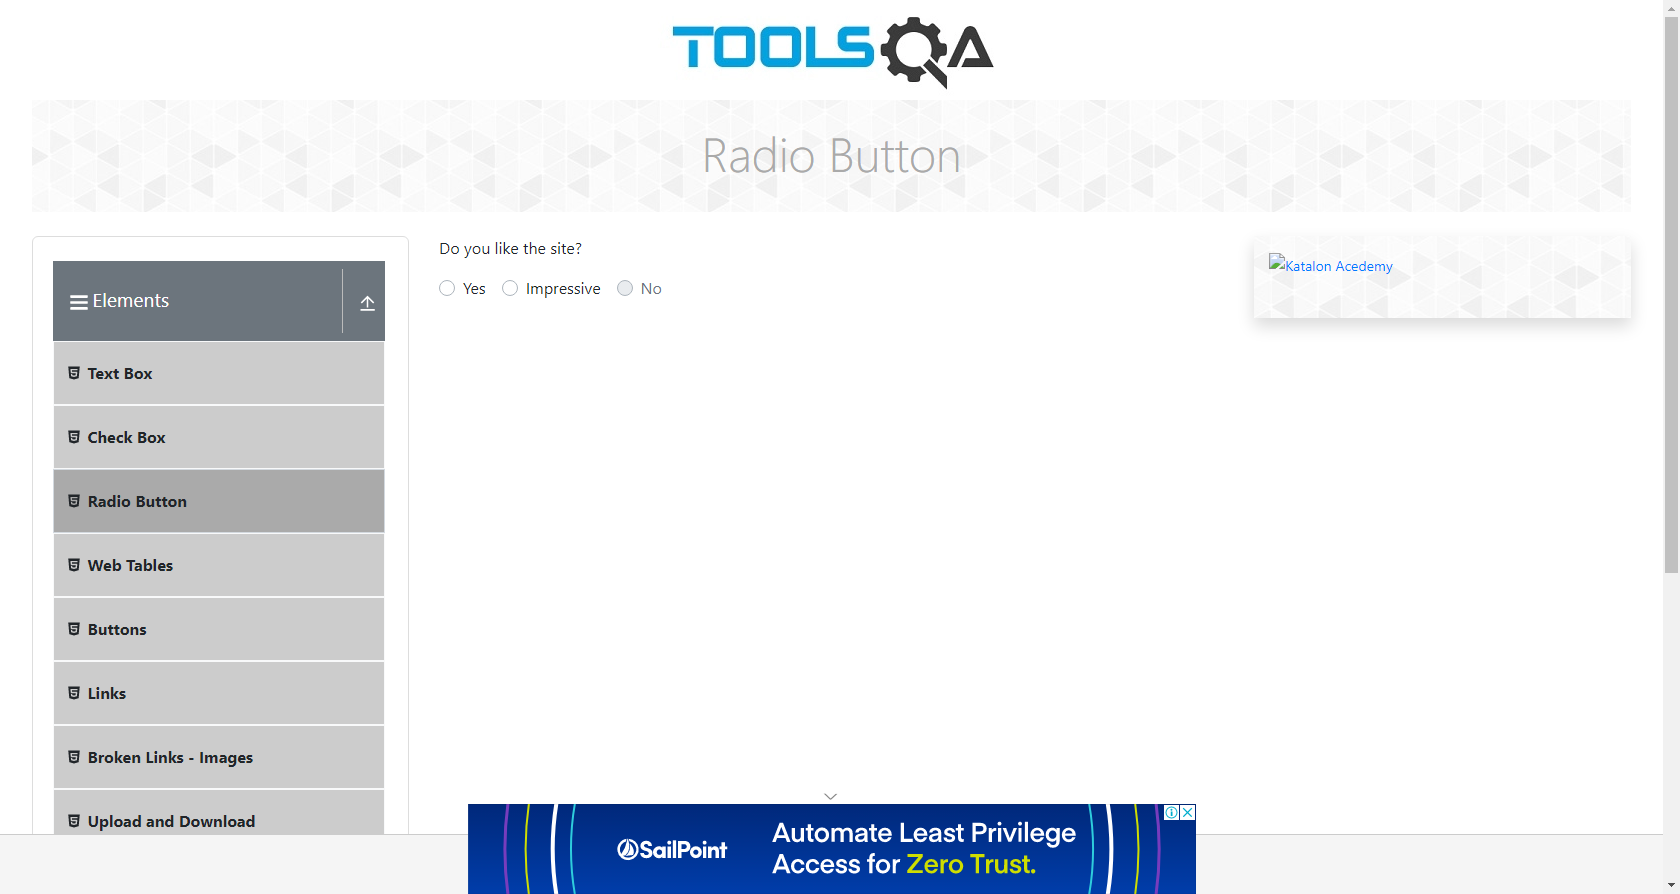 TOOLSQA
Radio Button
Elements
Text Box
Check Box
Radio Button
Web Tables
Buttons
Links
Broken Links - Images
Upload and Download
Do you like the site?
Yes Impressive No
Katalon Acedemy
SailPoint
Automate Least Privilege
Access for Zero Trust.